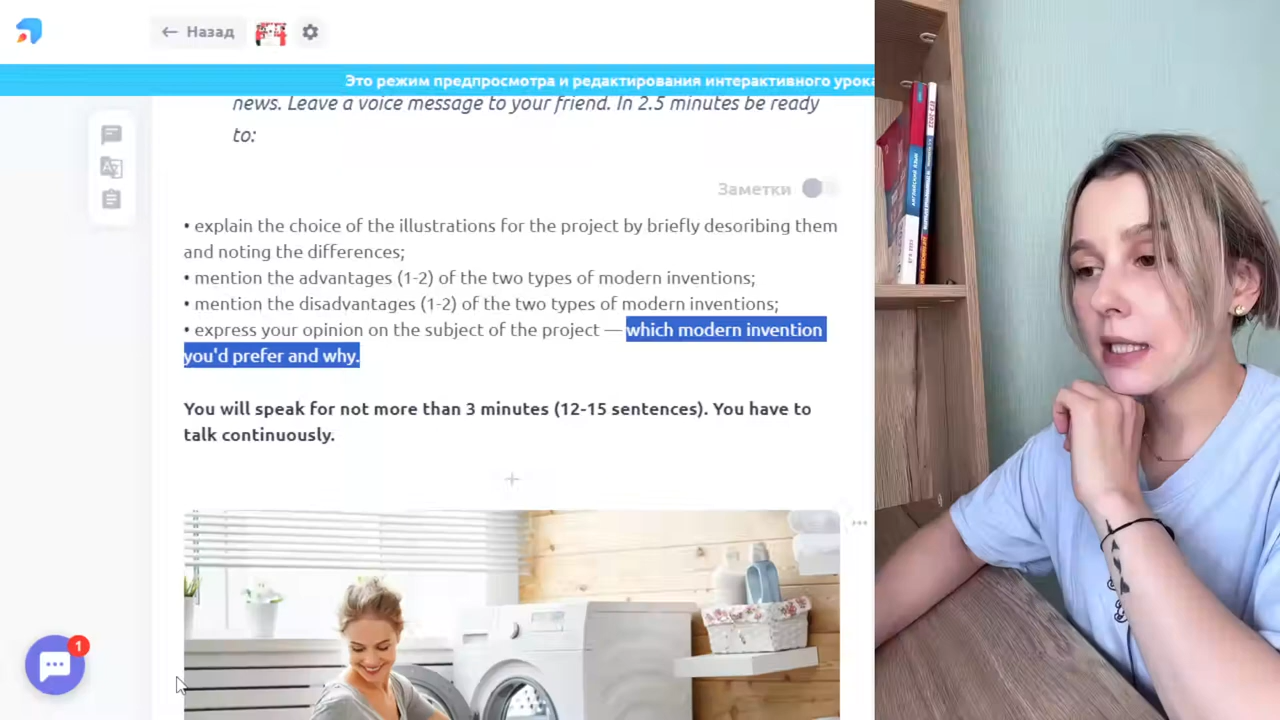 Назад
Это режим предпросмотра и редактирования интерактивного урока
news. Leave a voice message to your friend. In 2.5 minutes be ready
to:
Заметки
• explain the choice of the illustrations for the project by briefly describing them
and noting the differences;
• mention the advantages (1-2) of the two types of modern inventions;
• mention the disadvantages (1-2) of the two types of modern inventions;
• express your opinion on the subject of the project — which modern invention
you'd prefer and why.
You will speak for not more than 3 minutes (12-15 sentences). You have to
talk continuously.
1
АНГЛИЙСКИЙ ЯЗЫК